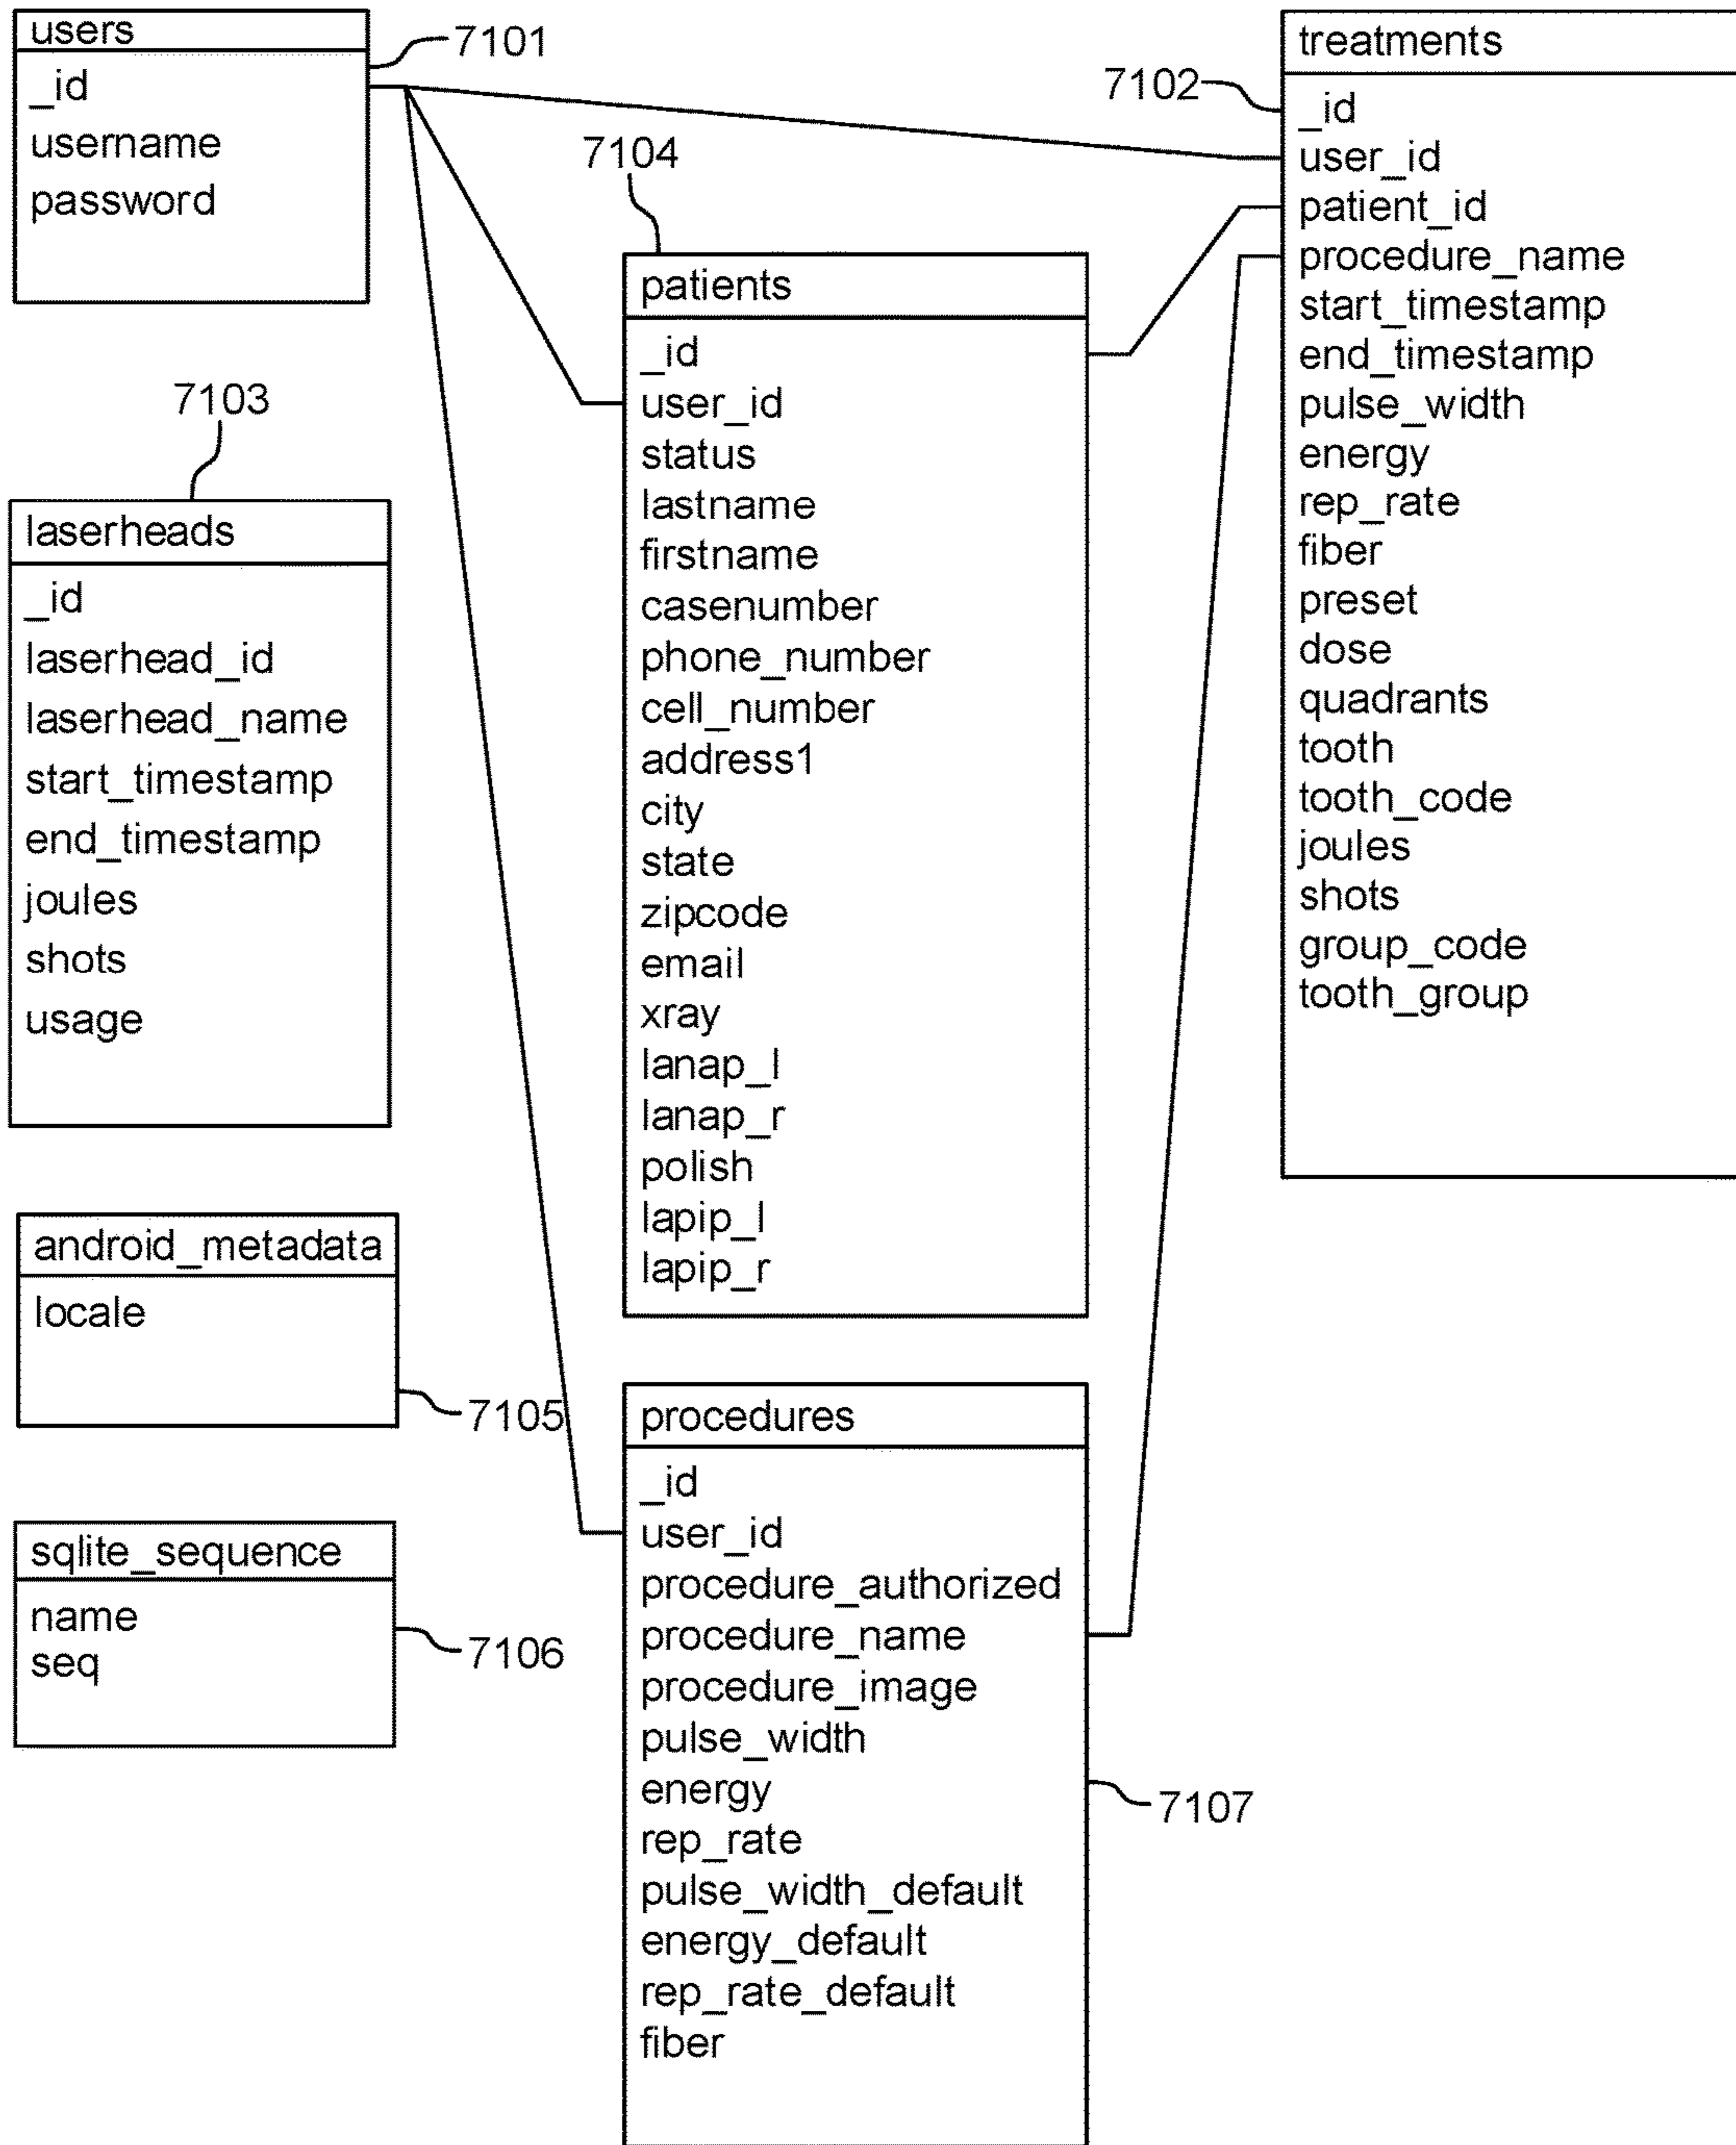 users
_id
username
password
7101
7102
treatments
_id
user_id
patient_id
procedure_name
start_timestamp
end_timestamp
pulse_width
energy
rep_rate
fiber
preset
dose
quadrants
tooth
tooth_code
joules
shots
group_code
tooth_group
7104
patients
_id
user_id
status
lastname
firstname
casenumber
phone_number
cell_number
address1
city
state
zipcode
email
xray
lanap_l
lanap_r
polish
lapip_l
lapip_r
7103
laserheads
_id
laserhead_id
laserhead_name
start_timestamp
end_timestamp
joules
shots
usage
android_metadata
locale
7105
sqlite_sequence
name
seq
7106
procedures
_id
user_id
procedure_authorized
procedure_name
procedure_image
pulse_width
energy
rep_rate
pulse_width_default
energy_default
rep_rate_default
fiber
7107